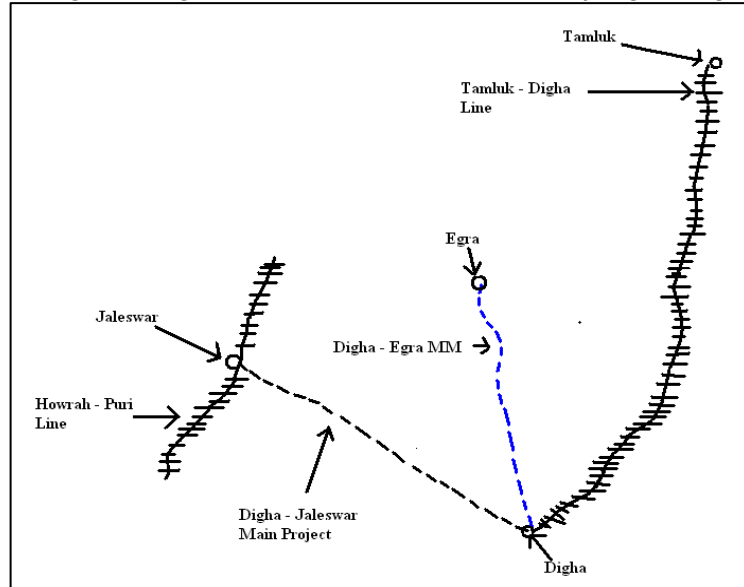 Tamluk
Tamluk - Digha
Line
Egra
Jaleswar
Digha - Egra MM
Howrah - Puri
Line
Digha - Jaleswar
Main Project
Digha